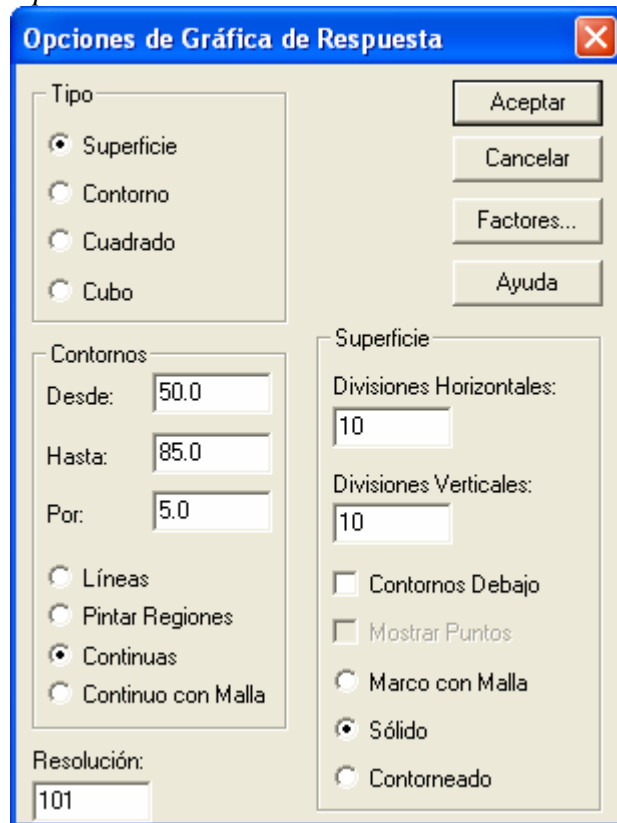 Opciones de Gráfica de Respuesta
Tipo
Superficie
Contorno
Cuadrado
Cubo
Aceptar
Cancelar
Factores...
Ayuda
Contornos
Desde: 50.0
Hasta: 85.0
Por: 5.0
Líneas
Pintar Regiones
Continuas
Continuo con Malla
Resolución:
101
Superficie
Divisiones Horizontales:
10
Divisiones Verticales:
10
Contornos Debajo
Mostrar Puntos
Marco con Malla
Sólido
Contorneado